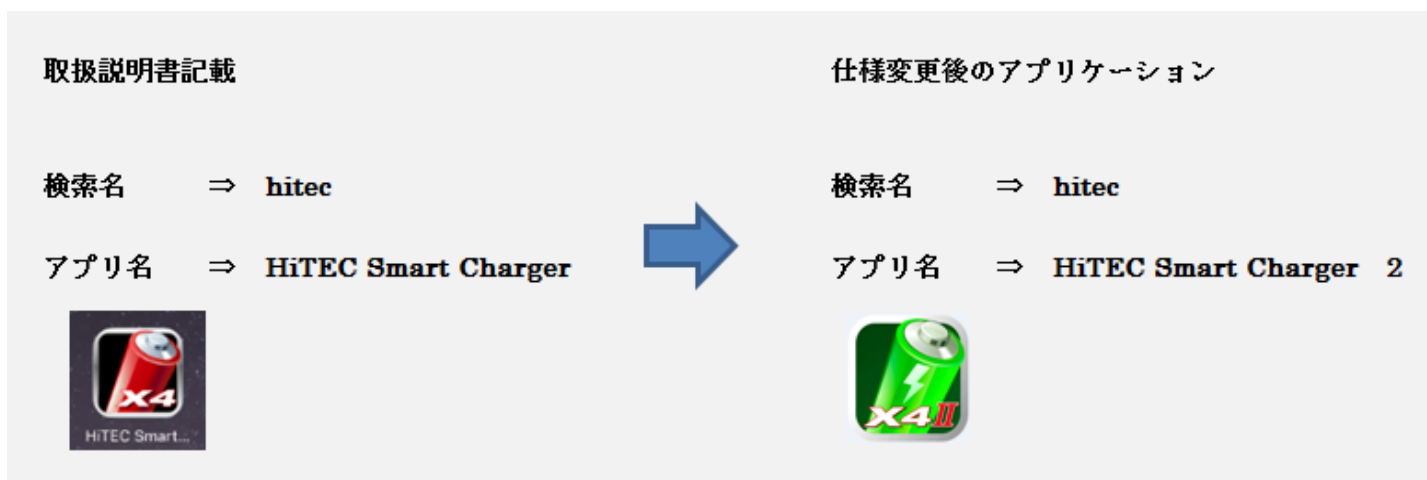 取扱説明書記載
検索名 ⇒ hitec
アプリ名 ⇒ HiTEC Smart Charger
X4
HiTEC Smart...
仕様変更後のアプリケーション
検索名 ⇒ hitec
アプリ名 ⇒ HiTEC Smart Charger 2
X4II